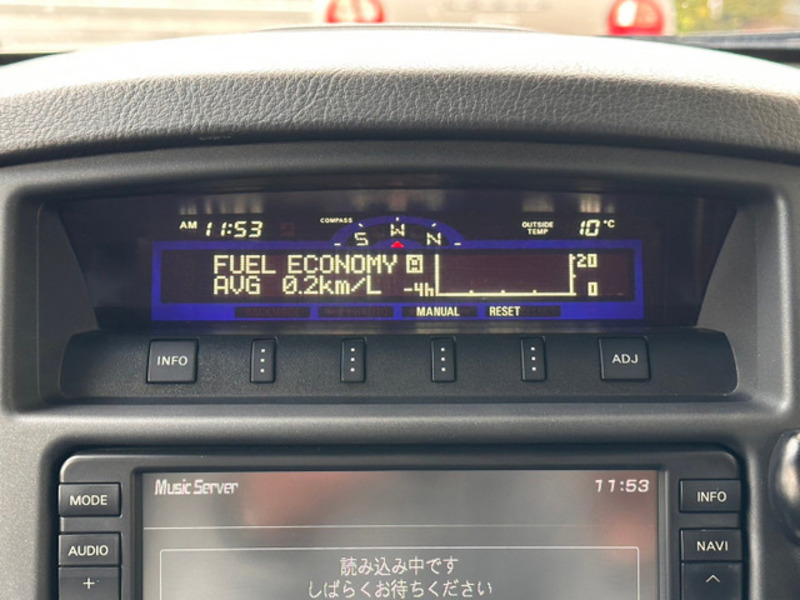 AM 11:53
COMPASS
S W N
OUTSIDE TEMP 10°C
FUEL ECONOMY M
AVG 0.2km/L
-4h
20
0
MANUAL RESET
INFO
ADJ
MODE
AUDIO
+
Music Server 11:53
読み込み中です
しばらくお待ちください
INFO
NAVI